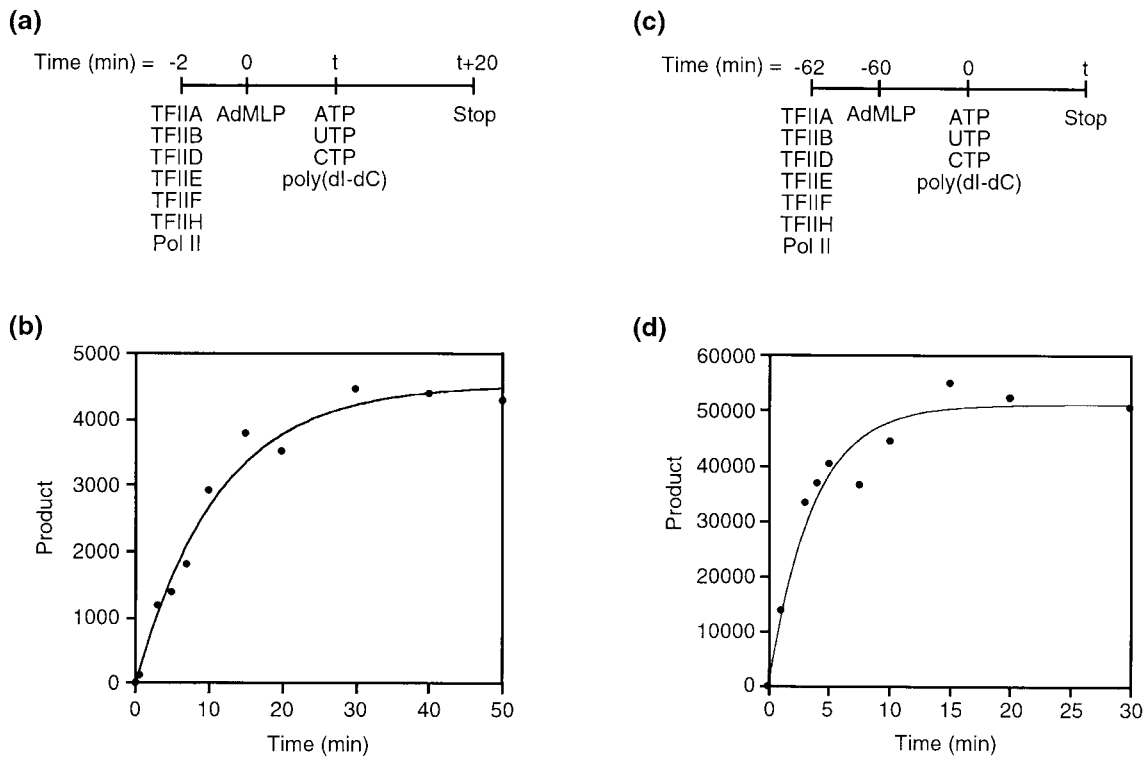 (a)
Time (min) = -2 0 t t+20
TFIIA AdMLP ATP Stop
TFIIB UTP
TFIID CTP
TFIIE poly(dI-dC)
TFIIF
TFIIH
Pol II
(c)
Time (min) = -62 -60 0 t
TFIIA AdMLP ATP Stop
TFIIB UTP
TFIID CTP
TFIIE poly(dI-dC)
TFIIF
TFIIH
Pol II
(b)
5000
4000
3000
2000
1000
0
Product
0 10 20 30 40 50
Time (min)
(d)
60000
50000
40000
30000
20000
10000
0
Product
0 5 10 15 20 25 30
Time (min)